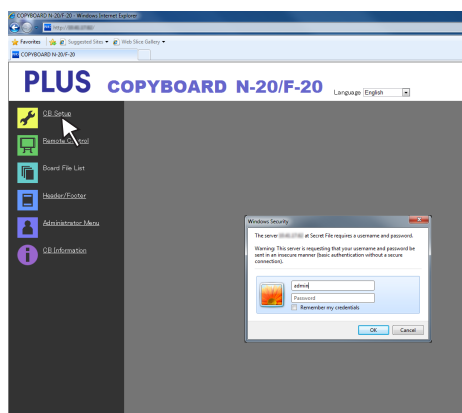 COPYBOARD N-20/F-20 - Windows Internet Explorer
http://
Favorites
Suggested Sites
Web Slice Gallery
COPYBOARD N-20/F-20
PLUS COPYBOARD N-20/F-20
Language English
CB Setup
Remote Control
Board File List
Header/Footer
Administrator Menu
CB Information
Windows Security
The server at Secret File requires a username and password.
Warning: This server is requesting that your username and password be
sent in an insecure manner (basic authentication without a secure
connection).
admin
Password
Remember my credentials
OK Cancel